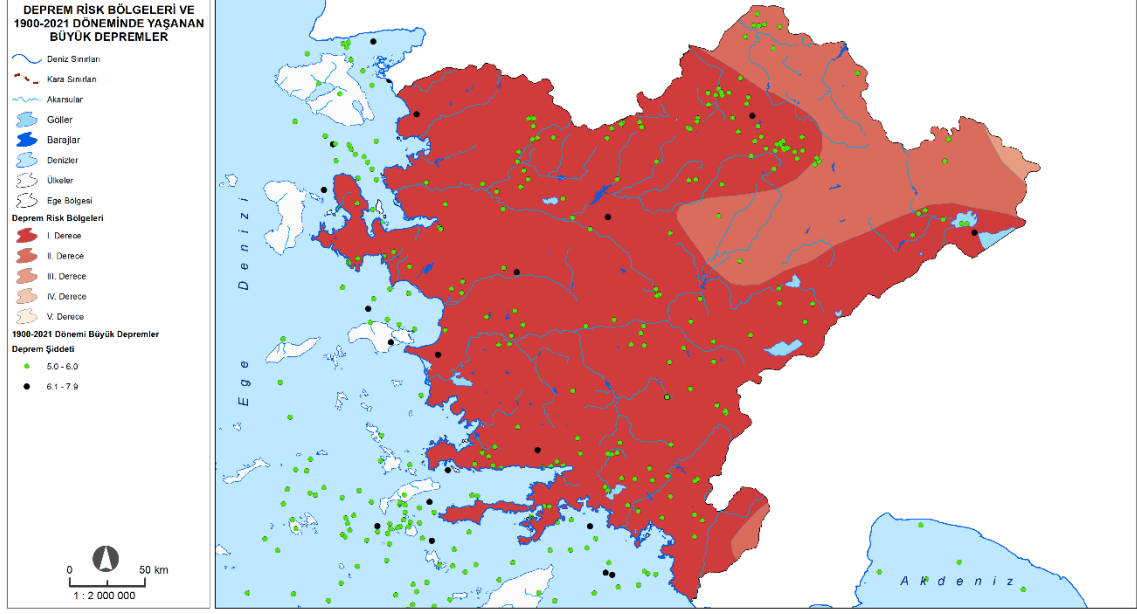 DEPREM RİSK BÖLGELERİ VE
1900-2021 DÖNEMİNDE YAŞANAN
BÜYÜK DEPREMLER
Deniz Sınırları
Kara Sınırları
Akarsular
Göller
Barajlar
Denizler
Ülkeler
Ege Bölgesi
Deprem Risk Bölgeleri
I. Derece
II. Derece
III. Derece
IV. Derece
V. Derece
1900-2021 Dönemi Büyük Depremler
Deprem Şiddeti
5.0 - 6.0
6.1 - 7.9
0 50 km
1 : 2 000 000
Ege Denizi
Akdeniz